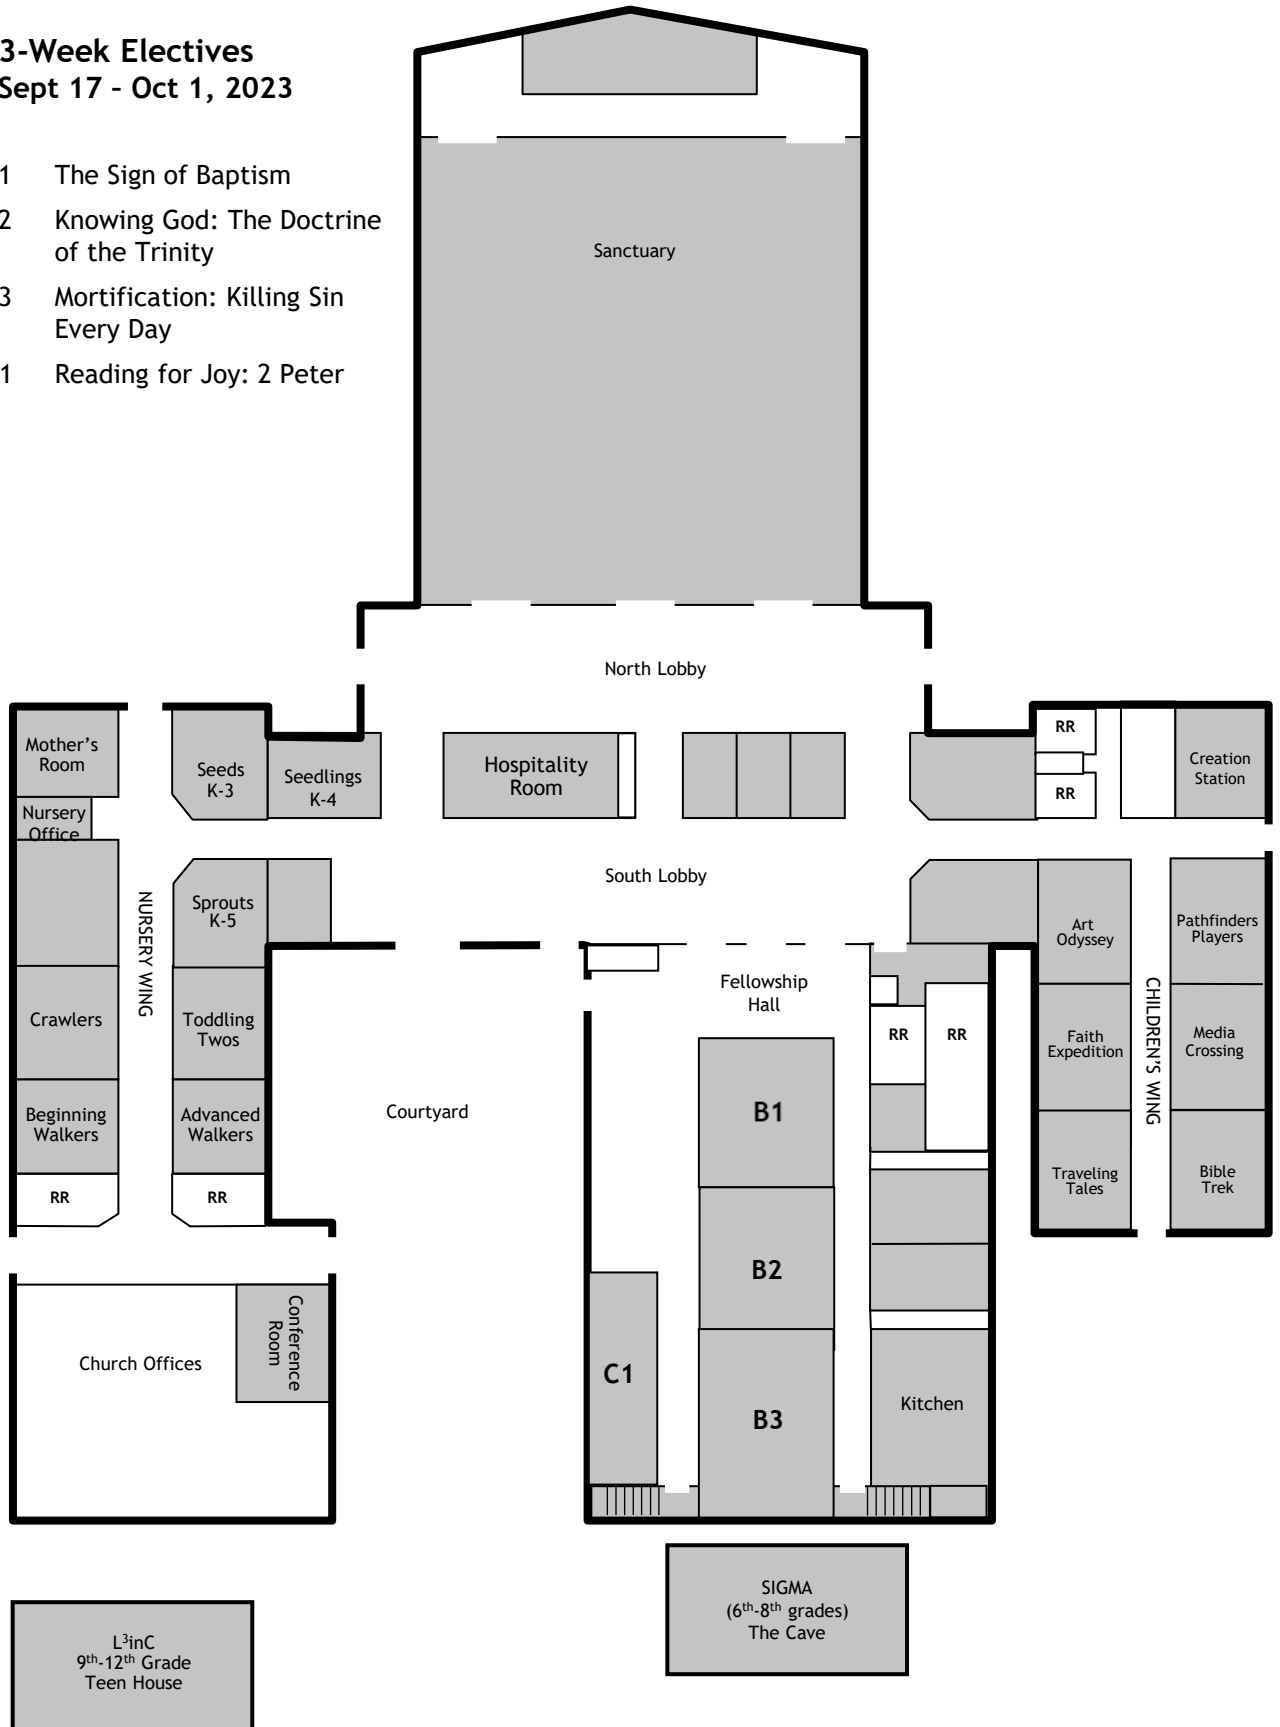 3-Week Electives
Sept 17 - Oct 1, 2023
1 The Sign of Baptism
2 Knowing God: The Doctrine
of the Trinity
3 Mortification: Killing Sin
Every Day
1 Reading for Joy: 2 Peter
Sanctuary
North Lobby
Mother's
Room
Nursery
Office
Seeds
K-3
Seedlings
K-4
Hospitality
Room
RR
RR
Creation
Station
South Lobby
NURSERY WING
Sprouts
K-5
Crawlers
Toddling
Twos
Beginning
Walkers
Advanced
Walkers
RR
RR
Courtyard
Fellowship
Hall
RR
RR
B1
B2
B3
C1
Kitchen
Art
Odyssey
Pathfinders
Players
CHILDREN'S WING
Faith
Expedition
Media
Crossing
Traveling
Tales
Bible
Trek
Church Offices
Conference
Room
SIGMA
(6th-8th grades)
The Cave
L³inC
9th-12th Grade
Teen House